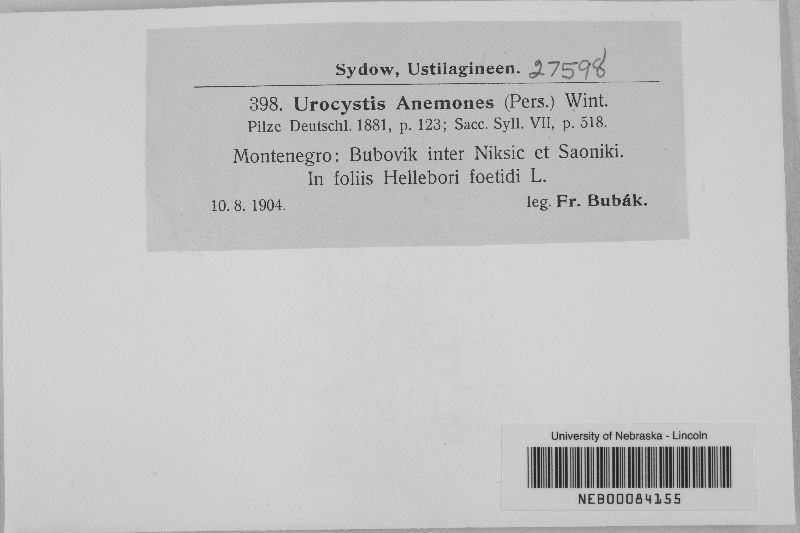 Sydow, Ustilagineen. 27598
398. Urocystis Anemones (Pers.) Wint.
Pilze Deutschl. 1881, p. 123; Sacc. Syll. VII, p. 518.
Montenegro: Bubovik inter Niksic et Saoniki.
In foliis Hellebori foetidi L.
10. 8. 1904. leg. Fr. Bubák.
University of Nebraska - Lincoln
NEB00084155